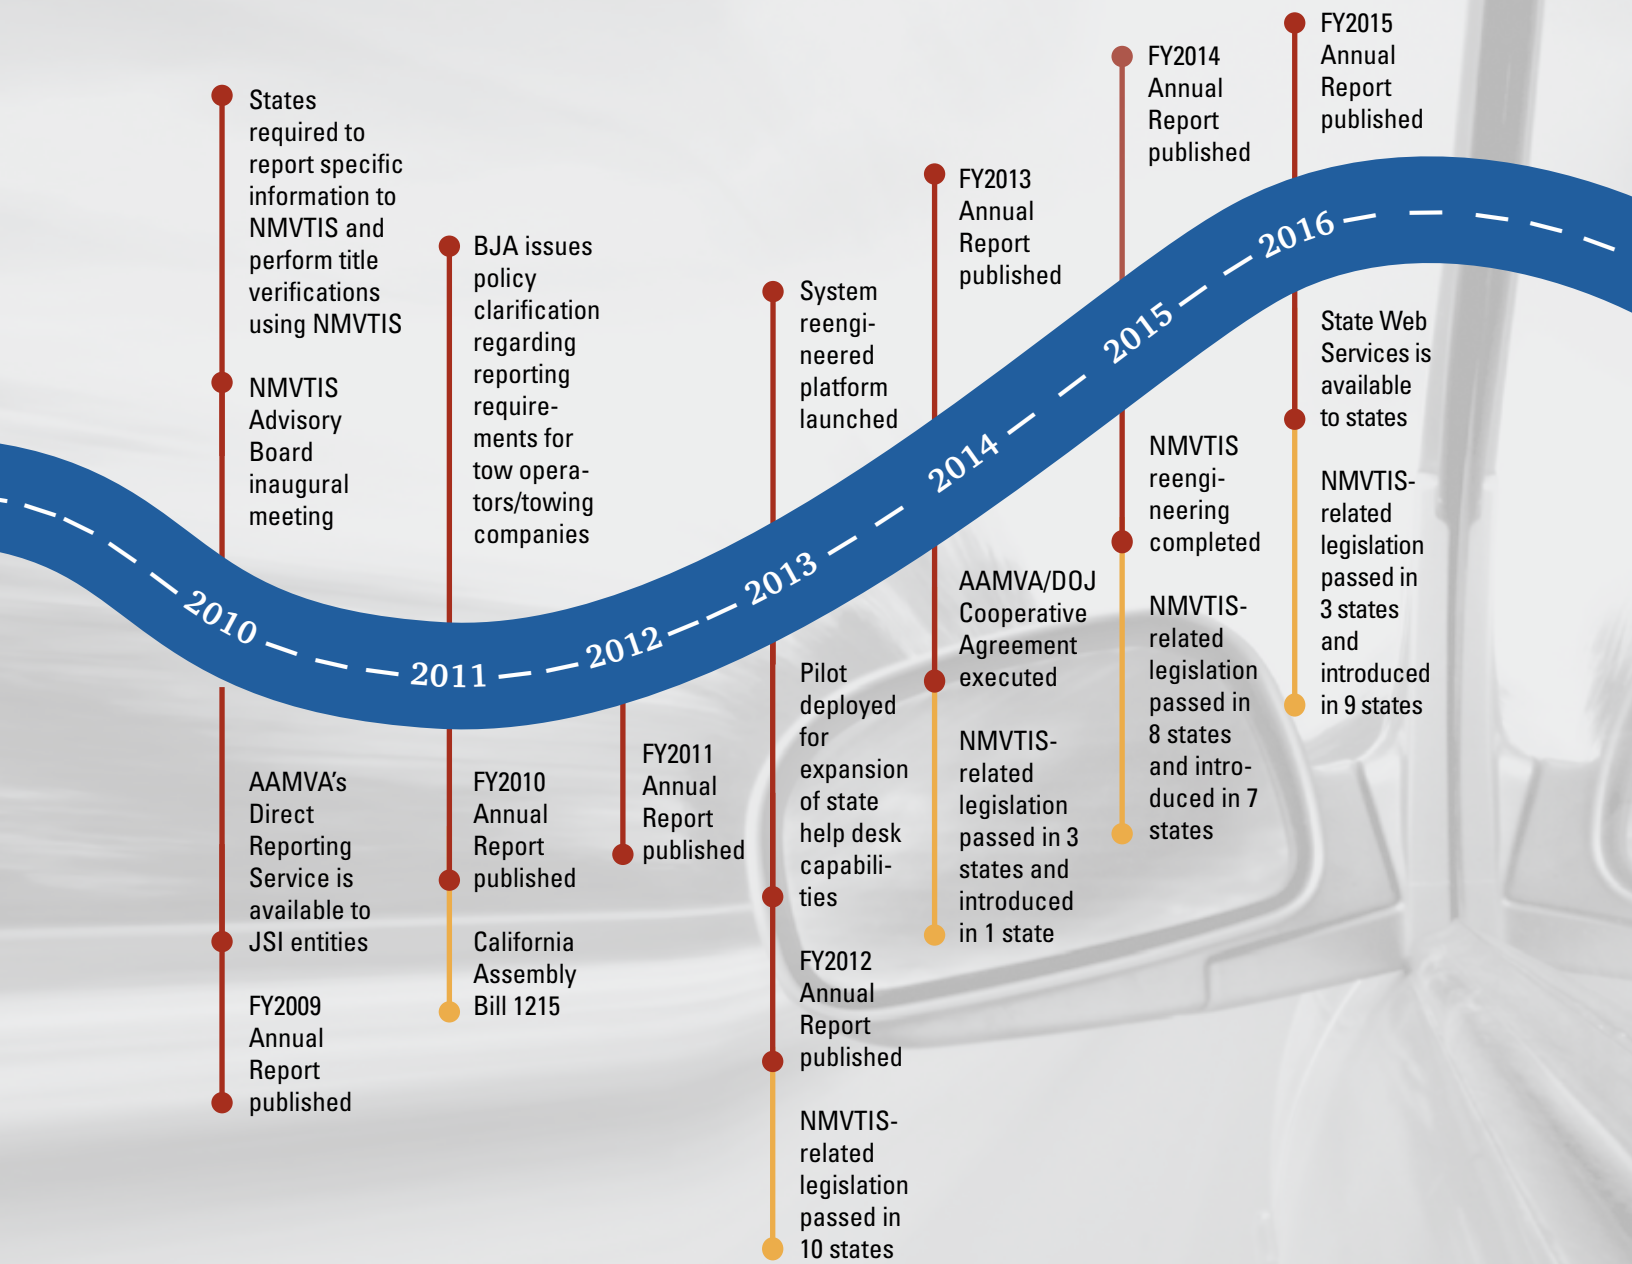 States
required to
report specific
information to
NMVTIS and
perform title
verifications
using NMVTIS
NMVTIS
Advisory
Board
inaugural
meeting
2010
AAMVA's
Direct
Reporting
Service is
available to
JSI entities
FY2009
Annual
Report
published
BJA issues
policy
clarification
regarding
reporting
require-
ments for
tow opera-
tors/towing
companies
2011
FY2010
Annual
Report
published
California
Assembly
Bill 1215
2012
FY2011
Annual
Report
published
System
reengi-
neered
platform
launched
2013
Pilot
deployed
for
expansion
of state
help desk
capabili-
ties
FY2012
Annual
Report
published
NMVTIS-
related
legislation
passed in
10 states
FY2013
Annual
Report
published
2014
AAMVA/DOJ
Cooperative
Agreement
executed
NMVTIS-
related
legislation
passed in 3
states and
introduced
in 1 state
FY2014
Annual
Report
published
2015
NMVTIS
reengi-
neering
completed
NMVTIS-
related
legislation
passed in
8 states
and intro-
duced in 7
states
FY2015
Annual
Report
published
2016
State Web
Services is
available
to states
NMVTIS-
related
legislation
passed in
3 states
and
introduced
in 9 states